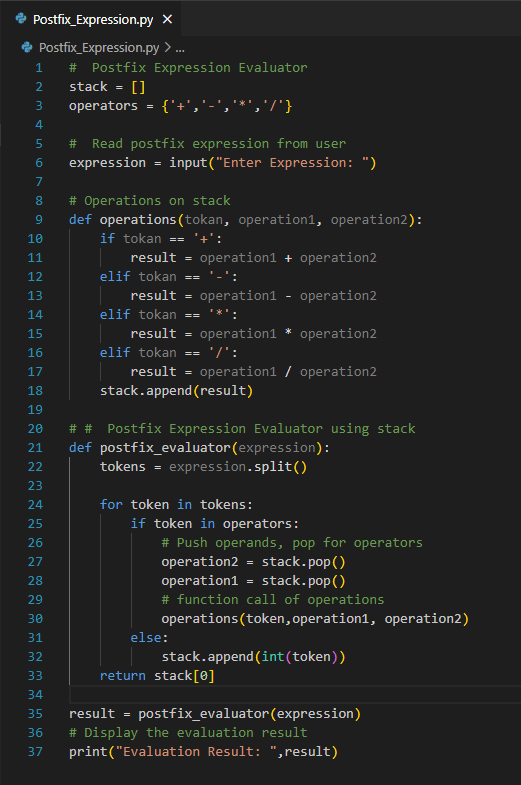 Postfix_Expression.py ×
Postfix_Expression.py > ...
1 #  Postfix Expression Evaluator
2 stack = []
3 operators = {'+','-','*','/'}
4
5 #  Read postfix expression from user
6 expression = input("Enter Expression: ")
7
8 # Operations on stack
9 def operations(tokan, operation1, operation2):
10     if tokan == '+':
11         result = operation1 + operation2
12     elif tokan == '-':
13         result = operation1 - operation2
14     elif tokan == '*':
15         result = operation1 * operation2
16     elif tokan == '/':
17         result = operation1 / operation2
18     stack.append(result)
19
20 # #  Postfix Expression Evaluator using stack
21 def postfix_evaluator(expression):
22     tokens = expression.split()
23
24     for token in tokens:
25         if token in operators:
26             # Push operands, pop for operators
27             operation2 = stack.pop()
28             operation1 = stack.pop()
29             # function call of operations
30             operations(token,operation1, operation2)
31         else:
32             stack.append(int(token))
33     return stack[0]
34
35 result = postfix_evaluator(expression)
36 # Display the evaluation result
37 print("Evaluation Result: ",result)